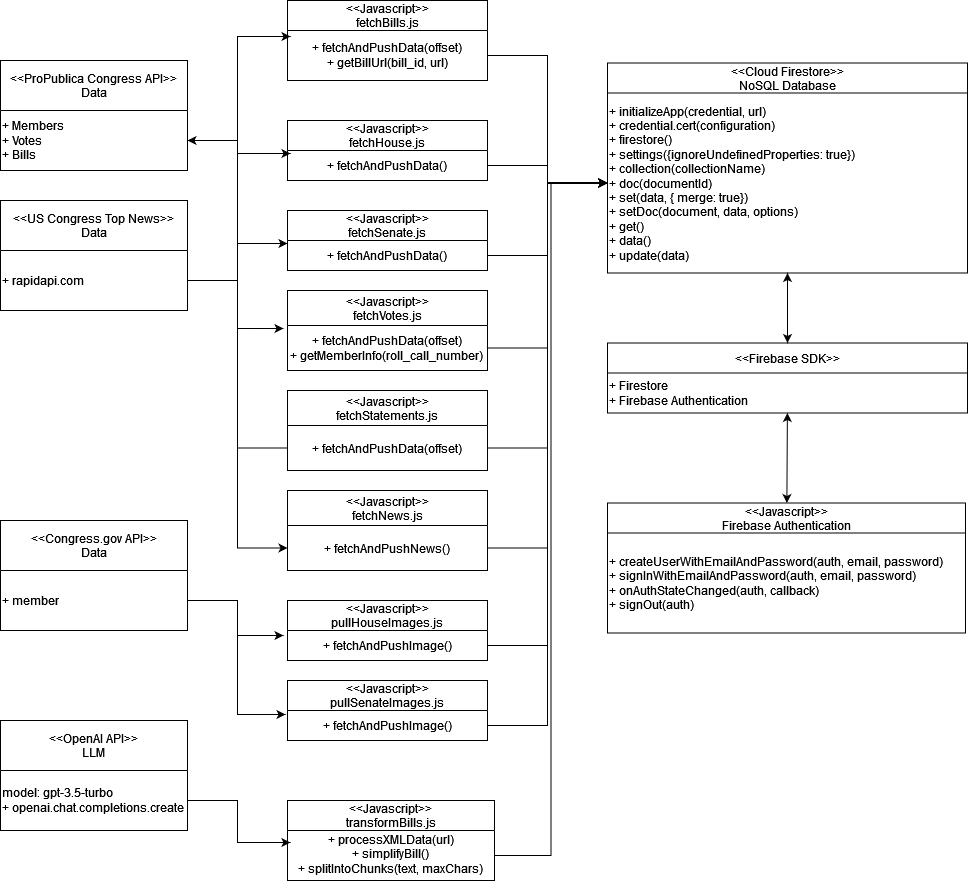 <<Javascript>>
fetchBills.js
+ fetchAndPushData(offset)
+ getBillUrl(bill_id, url)
<<ProPublica Congress API>>
Data
+ Members
+ Votes
+ Bills
<<Javascript>>
fetchHouse.js
+ fetchAndPushData()
<<US Congress Top News>>
Data
+ rapidapi.com
<<Javascript>>
fetchSenate.js
+ fetchAndPushData()
<<Javascript>>
fetchVotes.js
+ fetchAndPushData(offset)
+ getMemberInfo(roll_call_number)
<<Javascript>>
fetchStatements.js
+ fetchAndPushData(offset)
<<Javascript>>
fetchNews.js
+ fetchAndPushNews()
<<Congress.gov API>>
Data
+ member
<<Javascript>>
pullHouseImages.js
+ fetchAndPushImage()
<<Javascript>>
pullSenateImages.js
+ fetchAndPushImage()
<<OpenAI API>>
LLM
model: gpt-3.5-turbo
+ openai.chat.completions.create
<<Javascript>>
transformBills.js
+ processXMLData(url)
+ simplifyBill()
+ splitIntoChunks(text, maxChars)
<<Cloud Firestore>>
NoSQL Database
+ initializeApp(credential, url)
+ credential.cert(configuration)
+ firestore()
+ settings({ignoreUndefinedProperties: true})
+ collection(collectionName)
+ doc(documentId)
+ set(data, { merge: true})
+ setDoc(document, data, options)
+ get()
+ data()
+ update(data)
<<Firebase SDK>>
+ Firestore
+ Firebase Authentication
<<Javascript>>
Firebase Authentication
+ createUserWithEmailAndPassword(auth, email, password)
+ signInWithEmailAndPassword(auth, email, password)
+ onAuthStateChanged(auth, callback)
+ signOut(auth)